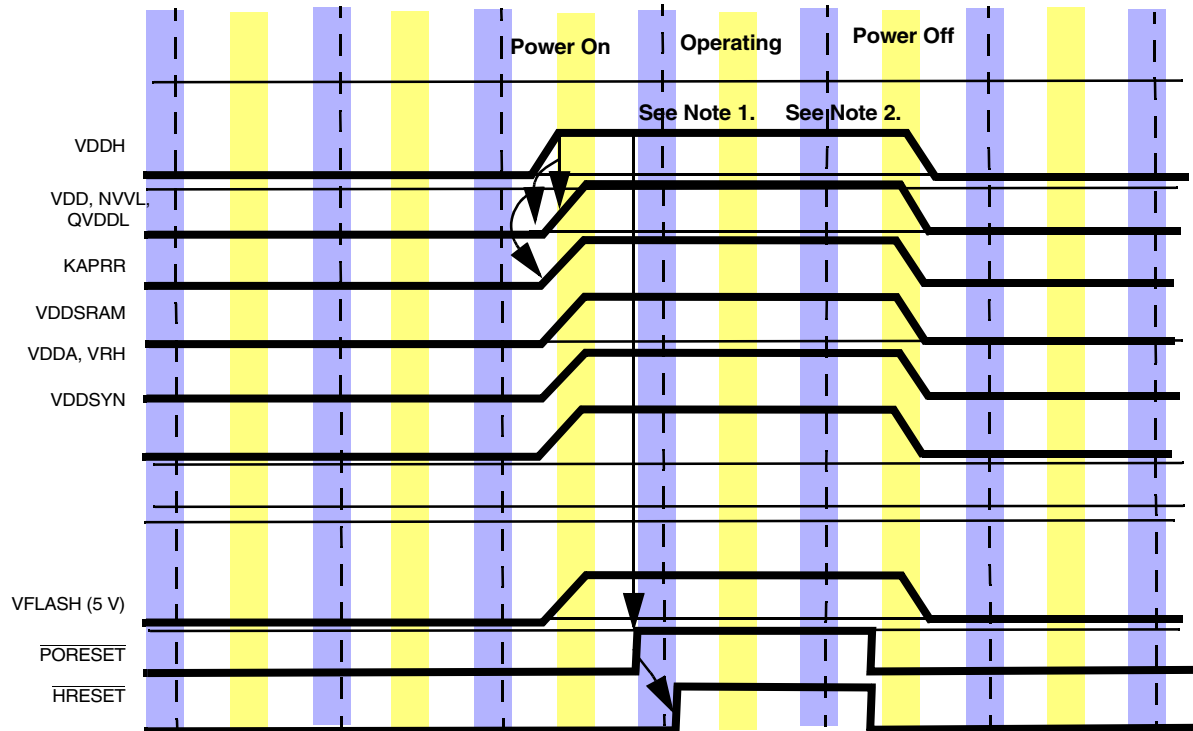 Power On Operating Power Off
See Note 1. See Note 2.
VDDH
VDD, NVVL,
QVDDL
KAPRR
VDDSRAM
VDDA, VRH
VDDSYN
VFLASH (5 V)
PORESET
HRESET